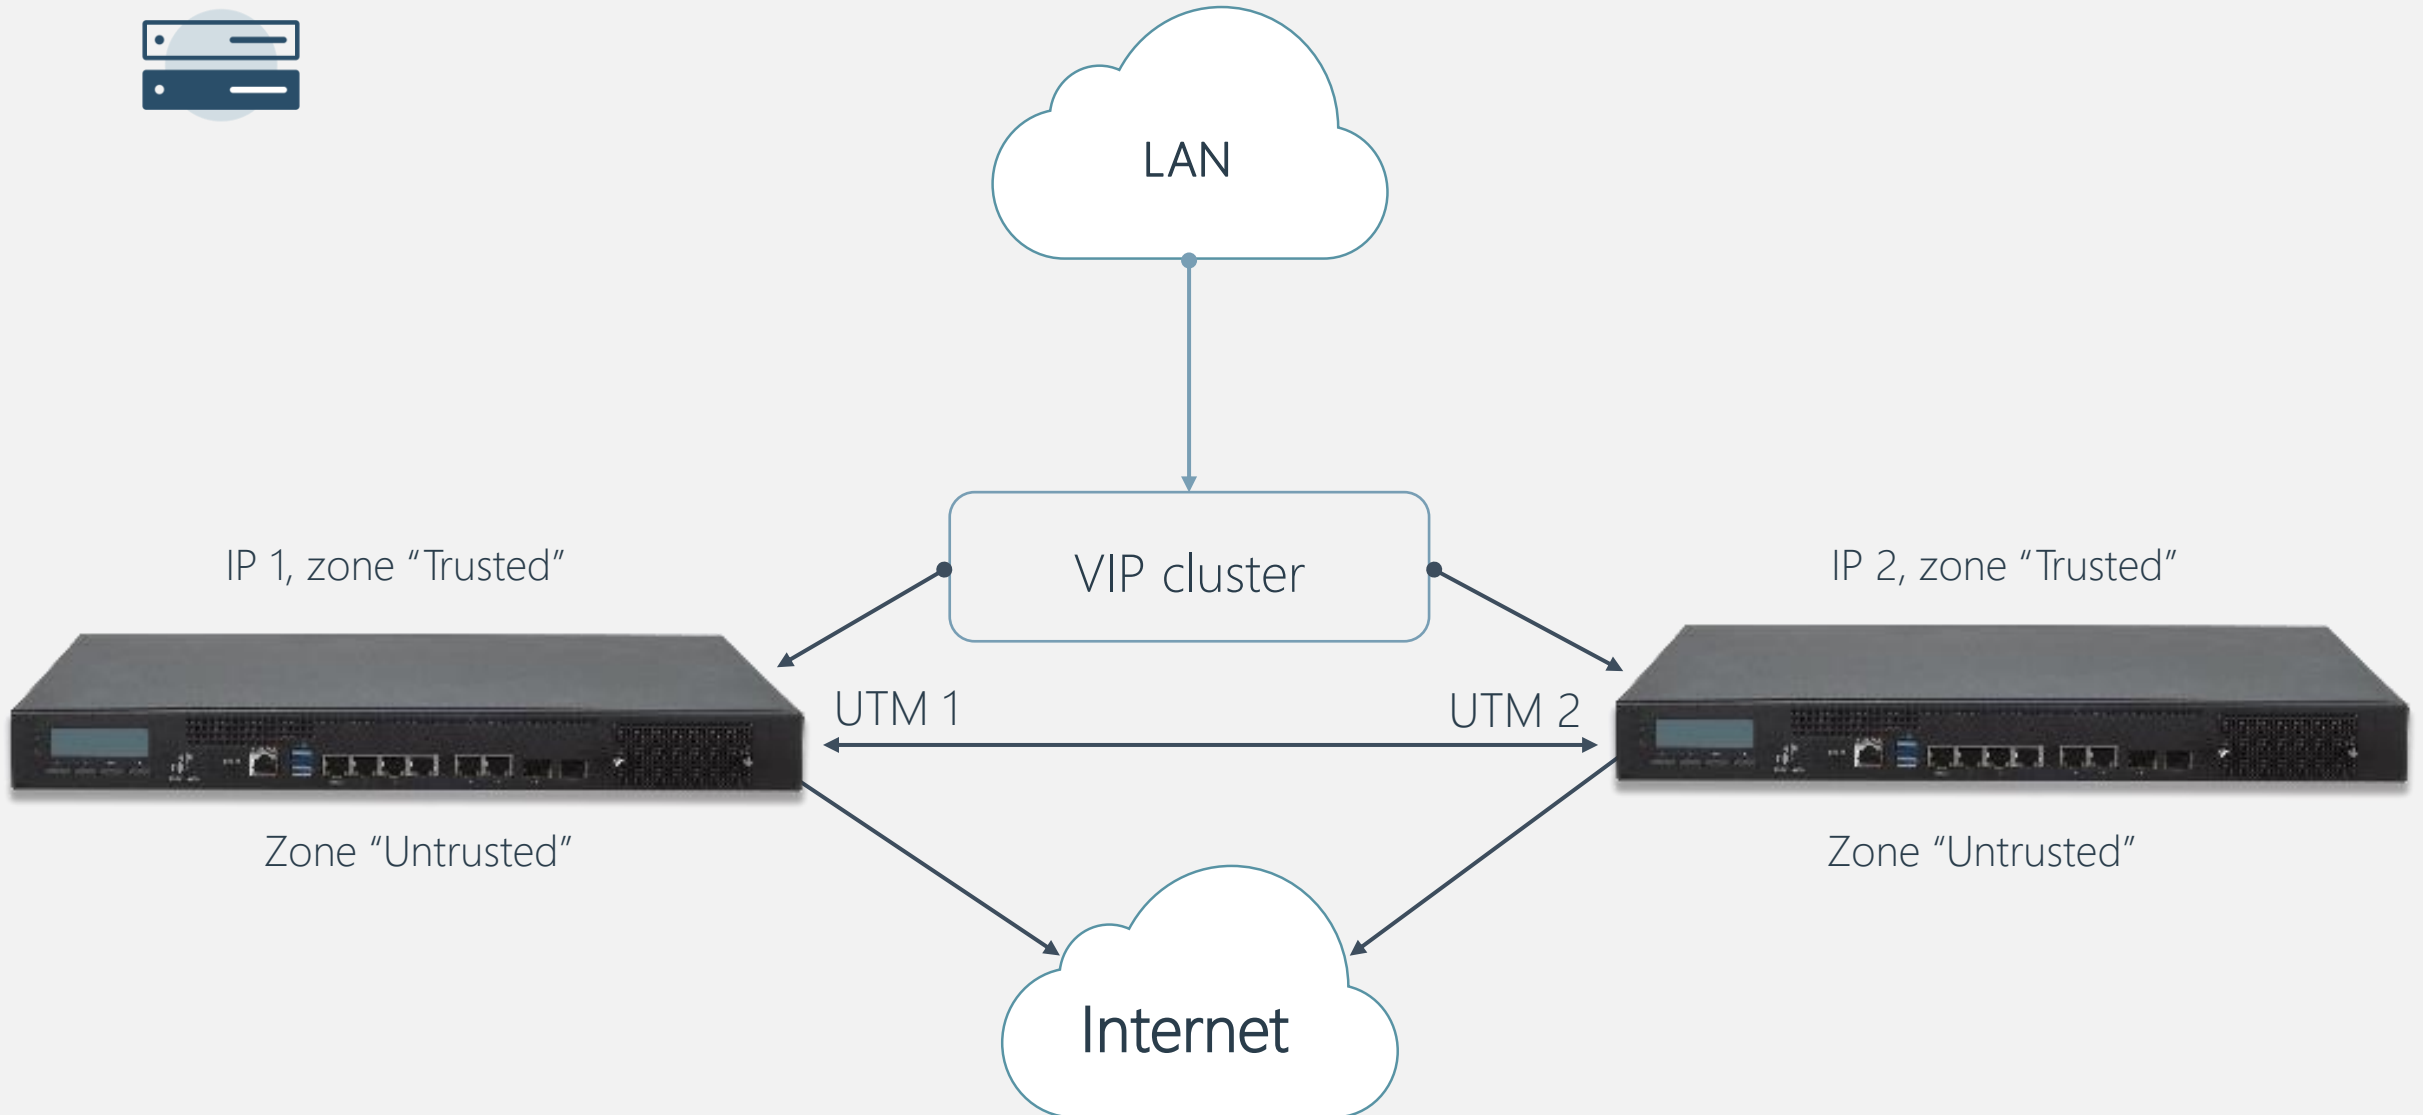 LAN
VIP cluster
IP 1, zone “Trusted”
IP 2, zone “Trusted”
UTM 1
UTM 2
Zone “Untrusted”
Zone “Untrusted”
Internet